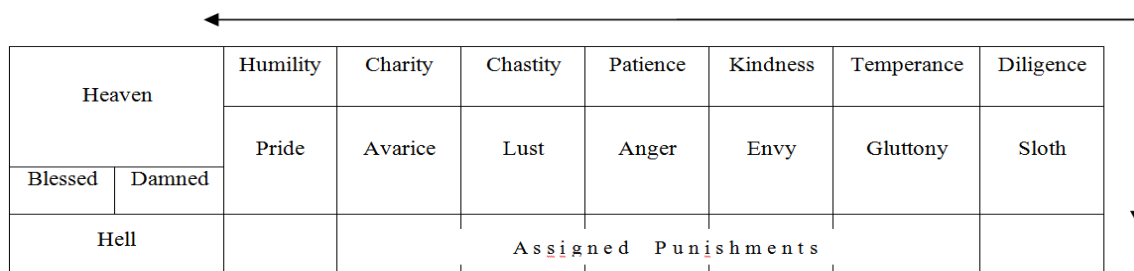 Heaven
Humility Charity Chastity Patience Kindness Temperance Diligence
Pride Avarice Lust Anger Envy Gluttony Sloth
Blessed Damned
Hell
Assigned Punishments